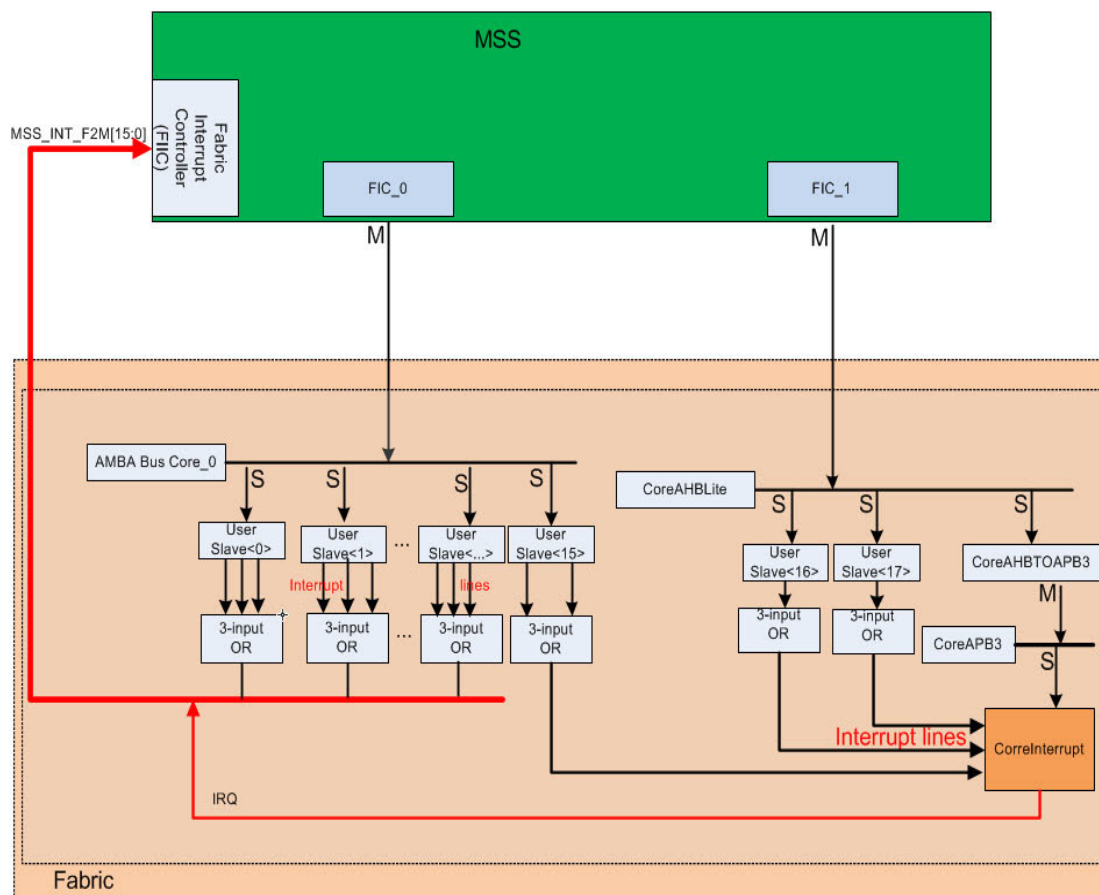 MSS
MSS_INT_F2M[15:0]
Fabric
Interrupt
Controller
(FIIC)
FIC_0
FIC_1
M
M
AMBA Bus Core_0
S
S
S
S
CoreAHBLite
S
S
S
User
Slave<0>
User
Slave<1>
...
User
Slave<...>
User
Slave<15>
User
Slave<16>
User
Slave<17>
CoreAHBTOAPB3
Interrupt
lines
M
3-input
OR
3-input
OR
...
3-input
OR
3-input
OR
3-input
OR
3-input
OR
CoreAPB3
S
Interrupt lines
CorreInterrupt
IRQ
Fabric